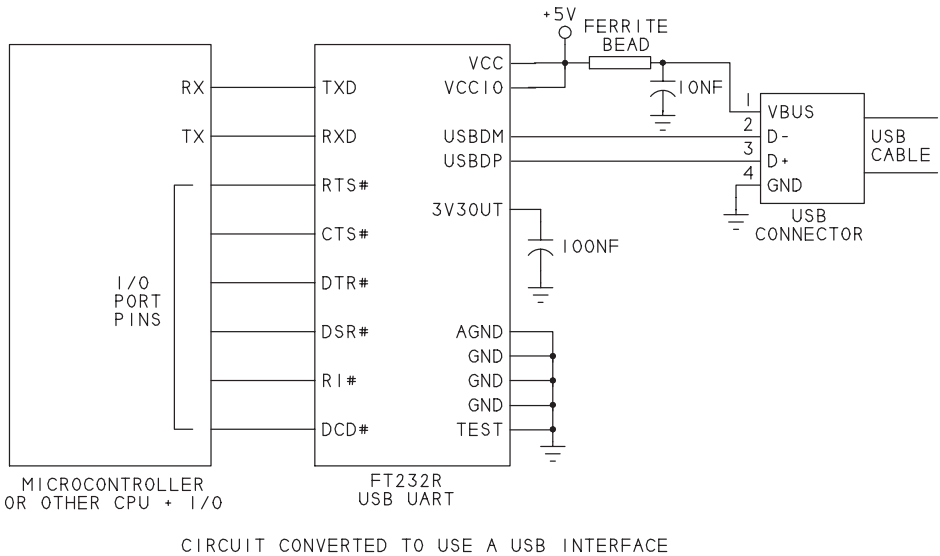 +5V
FERRITE
BEAD
10NF
RX
TX
I/O
PORT
PINS
TXD
RXD
RTS#
CTS#
DTR#
DSR#
RI#
DCD#
VCC
VCCIO
USBDM
USBDP
3V3OUT
100NF
AGND
GND
GND
GND
TEST
1
2
3
4
VBUS
D-
D+
GND
USB
CABLE
USB
CONNECTOR
MICROCONTROLLER
OR OTHER CPU + I/O
FT232R
USB UART
CIRCUIT CONVERTED TO USE A USB INTERFACE